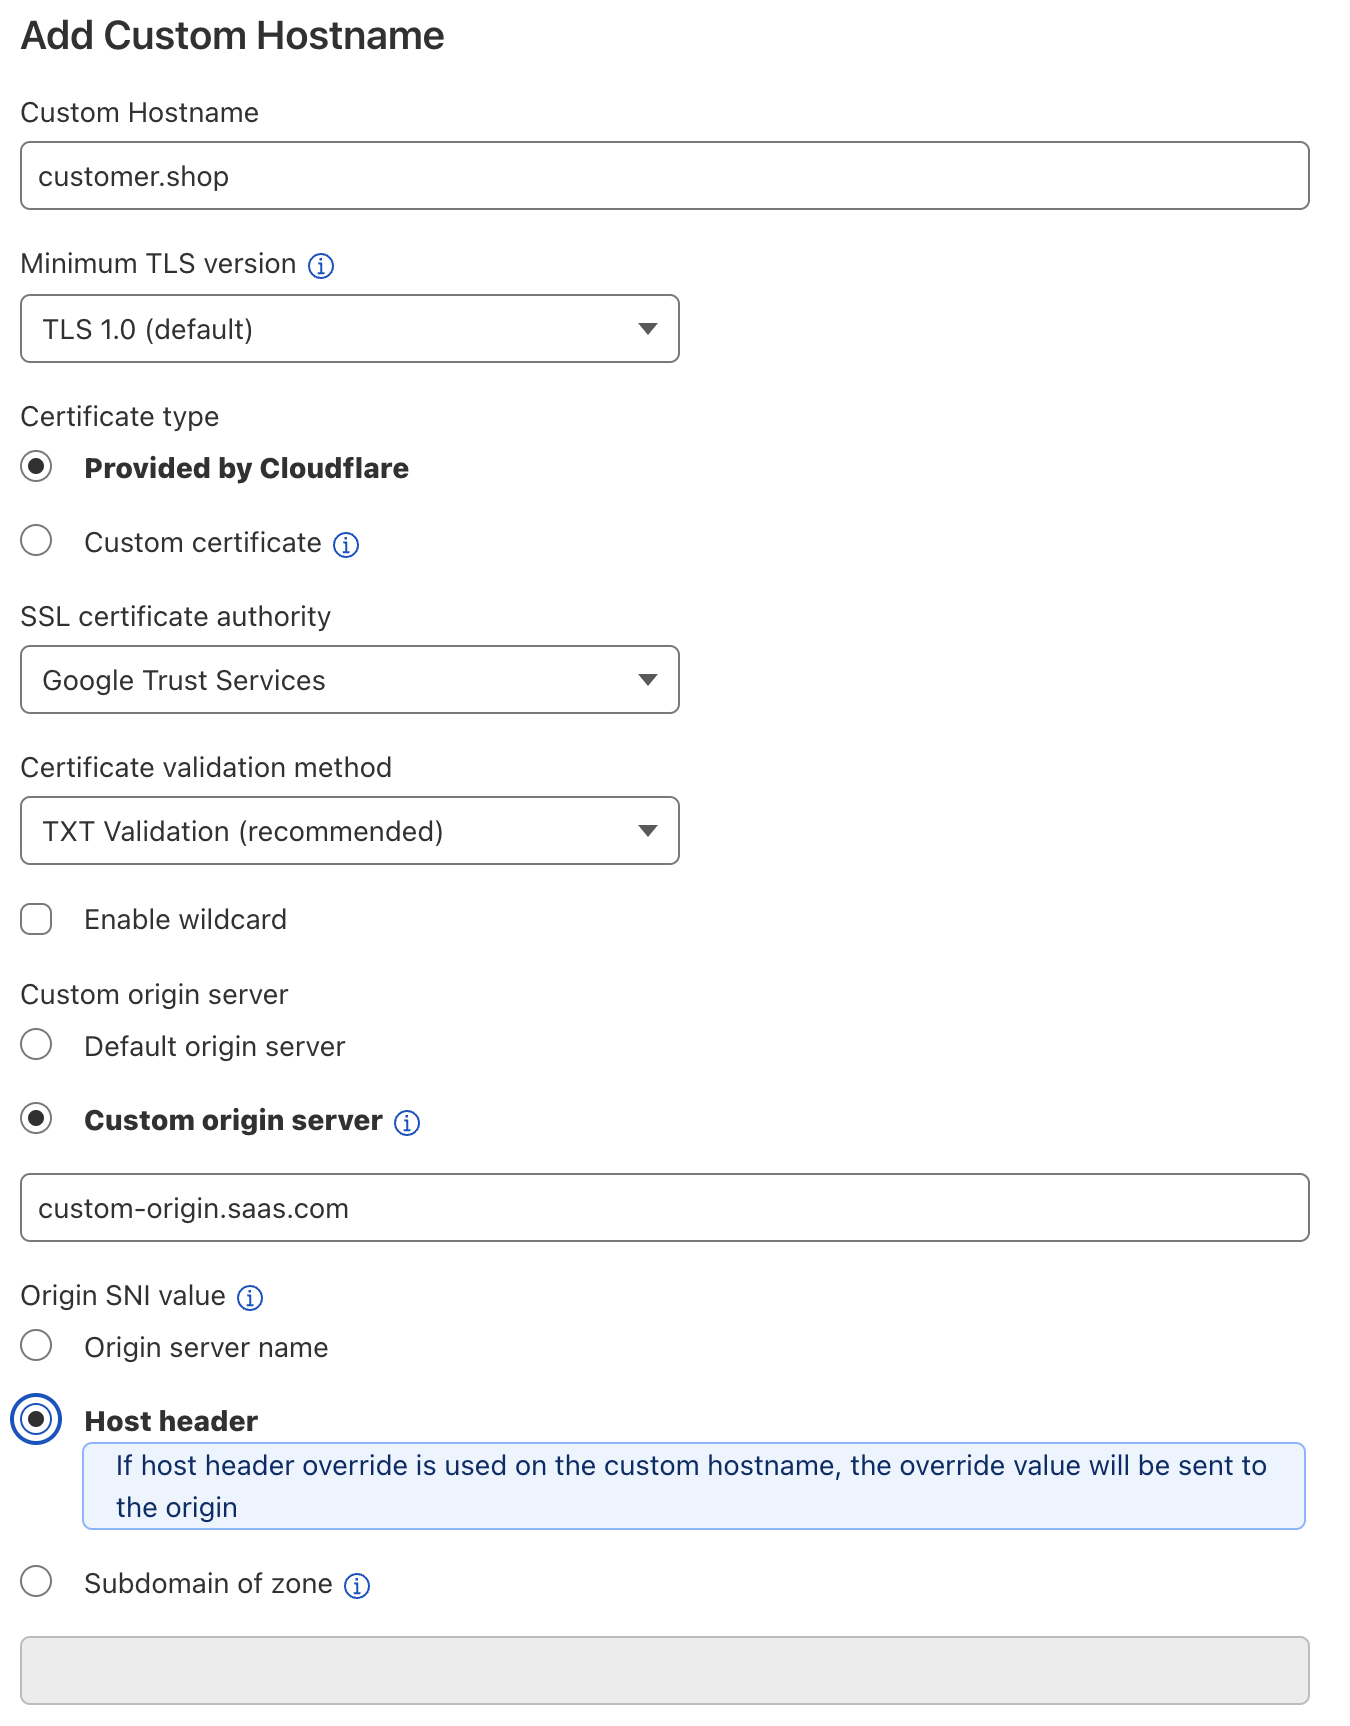 Add Custom Hostname
Custom Hostname
customer.shop
Minimum TLS version
TLS 1.0 (default)
Certificate type
Provided by Cloudflare
Custom certificate
SSL certificate authority
Google Trust Services
Certificate validation method
TXT Validation (recommended)
Enable wildcard
Custom origin server
Default origin server
Custom origin server
custom-origin.saas.com
Origin SNI value
Origin server name
Host header
If host header override is used on the custom hostname, the override value will be sent to
the origin
Subdomain of zone